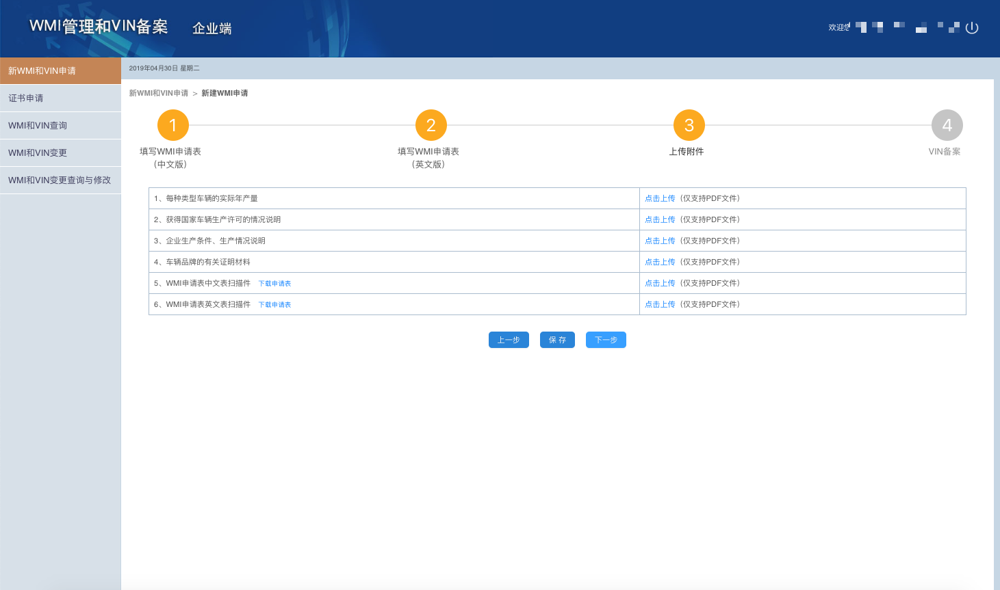 WMI管理和VIN备案 企业端
欢迎您
新WMI和VIN申请
证书申请
WMI和VIN查询
WMI和VIN变更
WMI和VIN变更查询与修改
2019年04月30日 星期二
新WMI和VIN申请 > 新建WMI申请
1
填写WMI申请表
(中文版)
2
填写WMI申请表
(英文版)
3
上传附件
4
VIN备案
1、每种类型车辆的实际年产量 点击上传 (仅支持PDF文件)
2、获得国家车辆生产许可的情况说明 点击上传 (仅支持PDF文件)
3、企业生产条件、生产情况说明 点击上传 (仅支持PDF文件)
4、车辆品牌的有关证明材料 点击上传 (仅支持PDF文件)
5、WMI申请表中文表扫描件 下载申请表 点击上传 (仅支持PDF文件)
6、WMI申请表英文表扫描件 下载申请表 点击上传 (仅支持PDF文件)
上一步 保 存 下一步